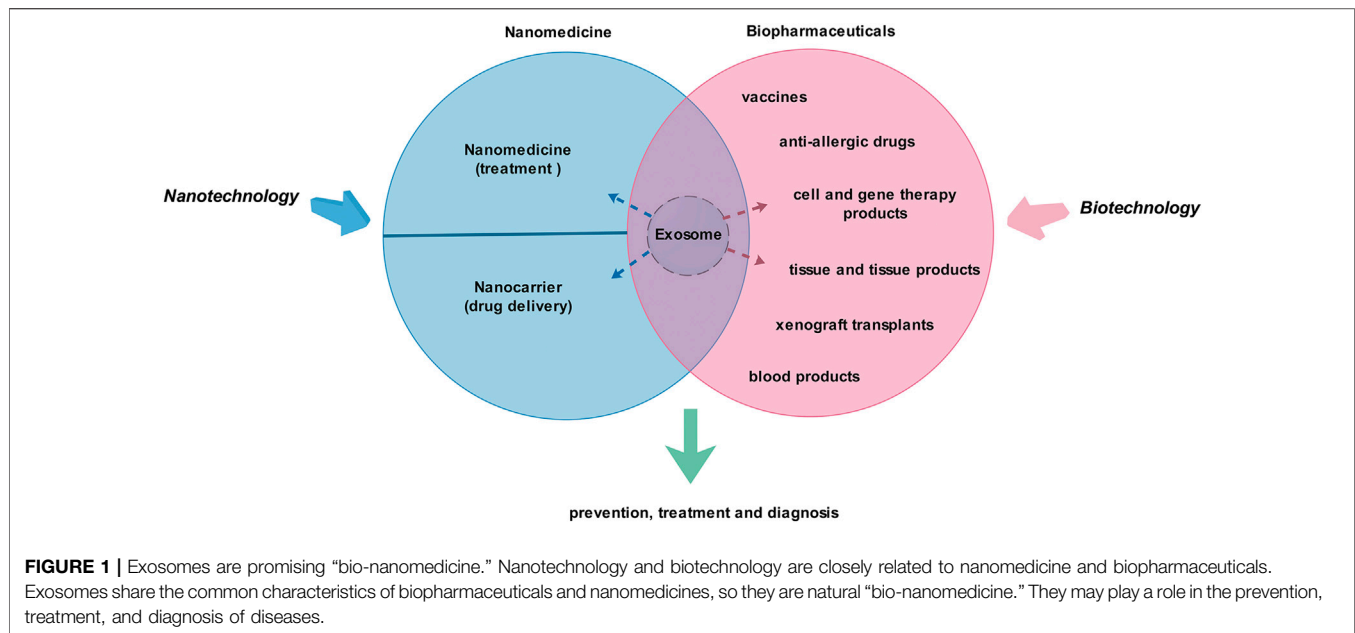 Nanomedicine
Biopharmaceuticals
vaccines
anti-allergic drugs
Nanomedicine
(treatment )
Nanotechnology
cell and gene therapy
products
Biotechnology
Exosome
tissue and tissue products
Nanocarrier
(drug delivery)
xenograft transplants
blood products
prevention, treatment and diagnosis
FIGURE 1 | Exosomes are promising “bio-nanomedicine.” Nanotechnology and biotechnology are closely related to nanomedicine and biopharmaceuticals.
Exosomes share the common characteristics of biopharmaceuticals and nanomedicines, so they are natural “bio-nanomedicine.” They may play a role in the prevention,
treatment, and diagnosis of diseases.